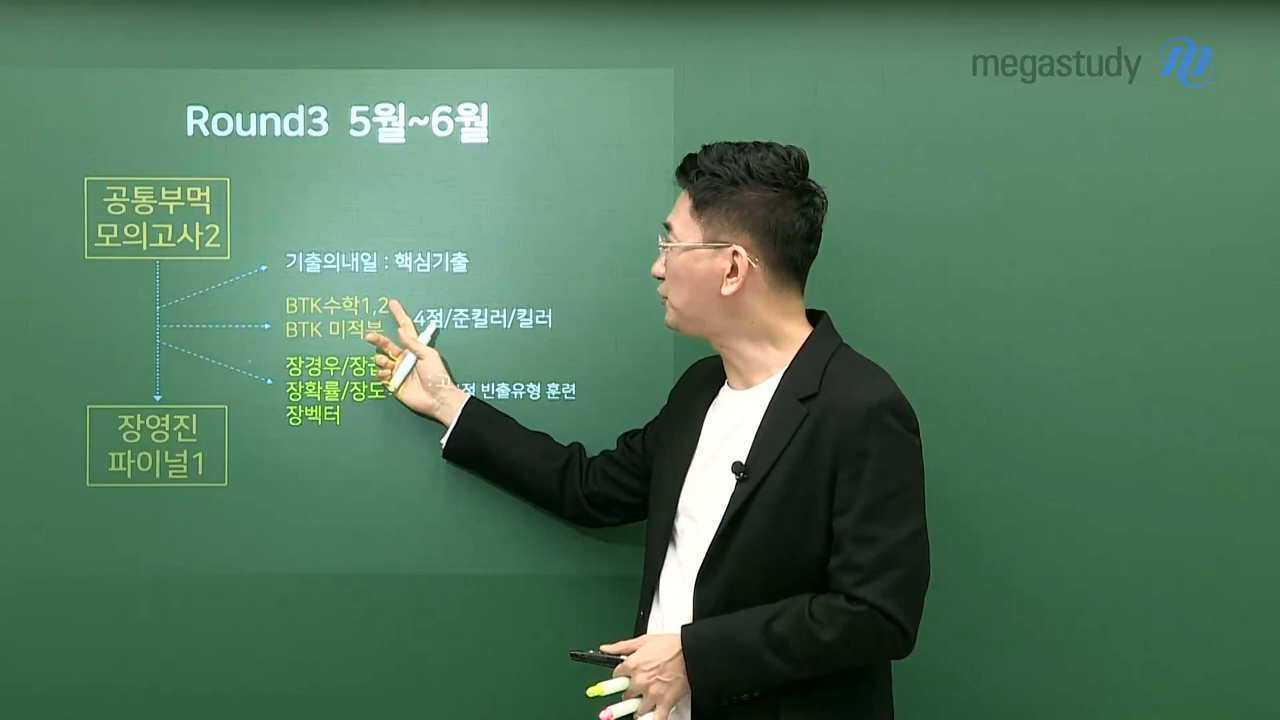 megastudy
Round3 5월~6월
공통부먹
모의고사2
기출의내일 : 핵심기출
BTK수학1,2
BTK 미적분
4점/준킬러/킬러
장경우/장급
장확률/장도
장벡터
빈출유형 훈련
장영진
파이널1